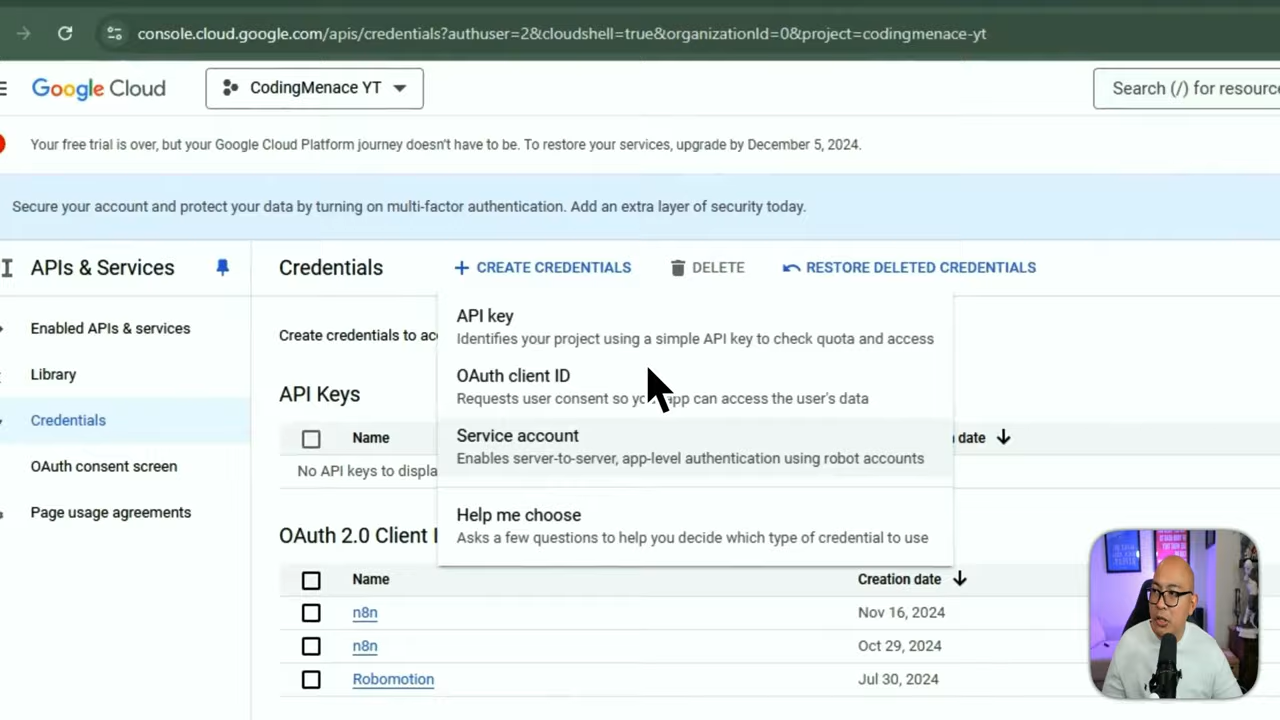 console.cloud.google.com/apis/credentials?authuser=2&cloudshell=true&organizationId=0&project=codingmenace-yt
Google Cloud
CodingMenace YT
Search (/) for resource
Your free trial is over, but your Google Cloud Platform journey doesn't have to be. To restore your services, upgrade by December 5, 2024.
Secure your account and protect your data by turning on multi-factor authentication. Add an extra layer of security today.
APIs & Services
Credentials
+ CREATE CREDENTIALS
DELETE
RESTORE DELETED CREDENTIALS
Enabled APIs & services
Library
Credentials
OAuth consent screen
Page usage agreements
Create credentials to acc
API key
Identifies your project using a simple API key to check quota and access
OAuth client ID
Requests user consent so app can access the user's data
Service account
Enables server-to-server, app-level authentication using robot accounts
Help me choose
Asks a few questions to help you decide which type of credential to use
API Keys
Name
date
No API keys to displa
OAuth 2.0 Client I
Name
Creation date
n8n
Nov 16, 2024
n8n
Oct 29, 2024
Robomotion
Jul 30, 2024